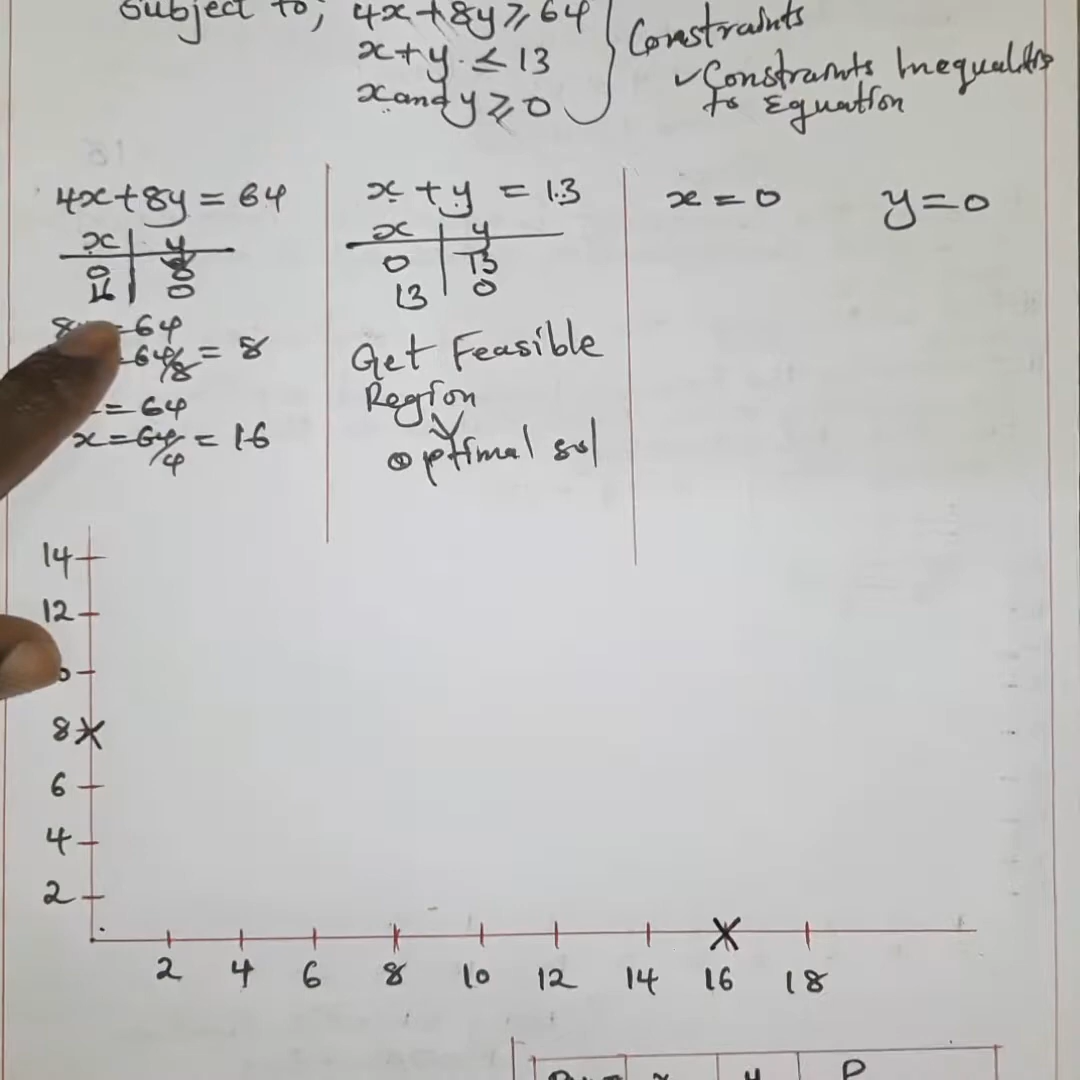 Subject to; 4x+8y ≥ 64
x+y ≤ 13
x and y ≥ 0
Constraints
✓ Constraints Inequalities
to Equation
4x+8y = 64
x | y
0 | 8
16 | 0
= 64
64/8 = 8
= 64
x = 64/4 = 16
x + y = 13
x | y
0 | 13
13 | 0
Get Feasible
Region
optimal sol
x = 0
y = 0
14
12
8
6
4
2
2 4 6 8 10 12 14 16 18
x y P